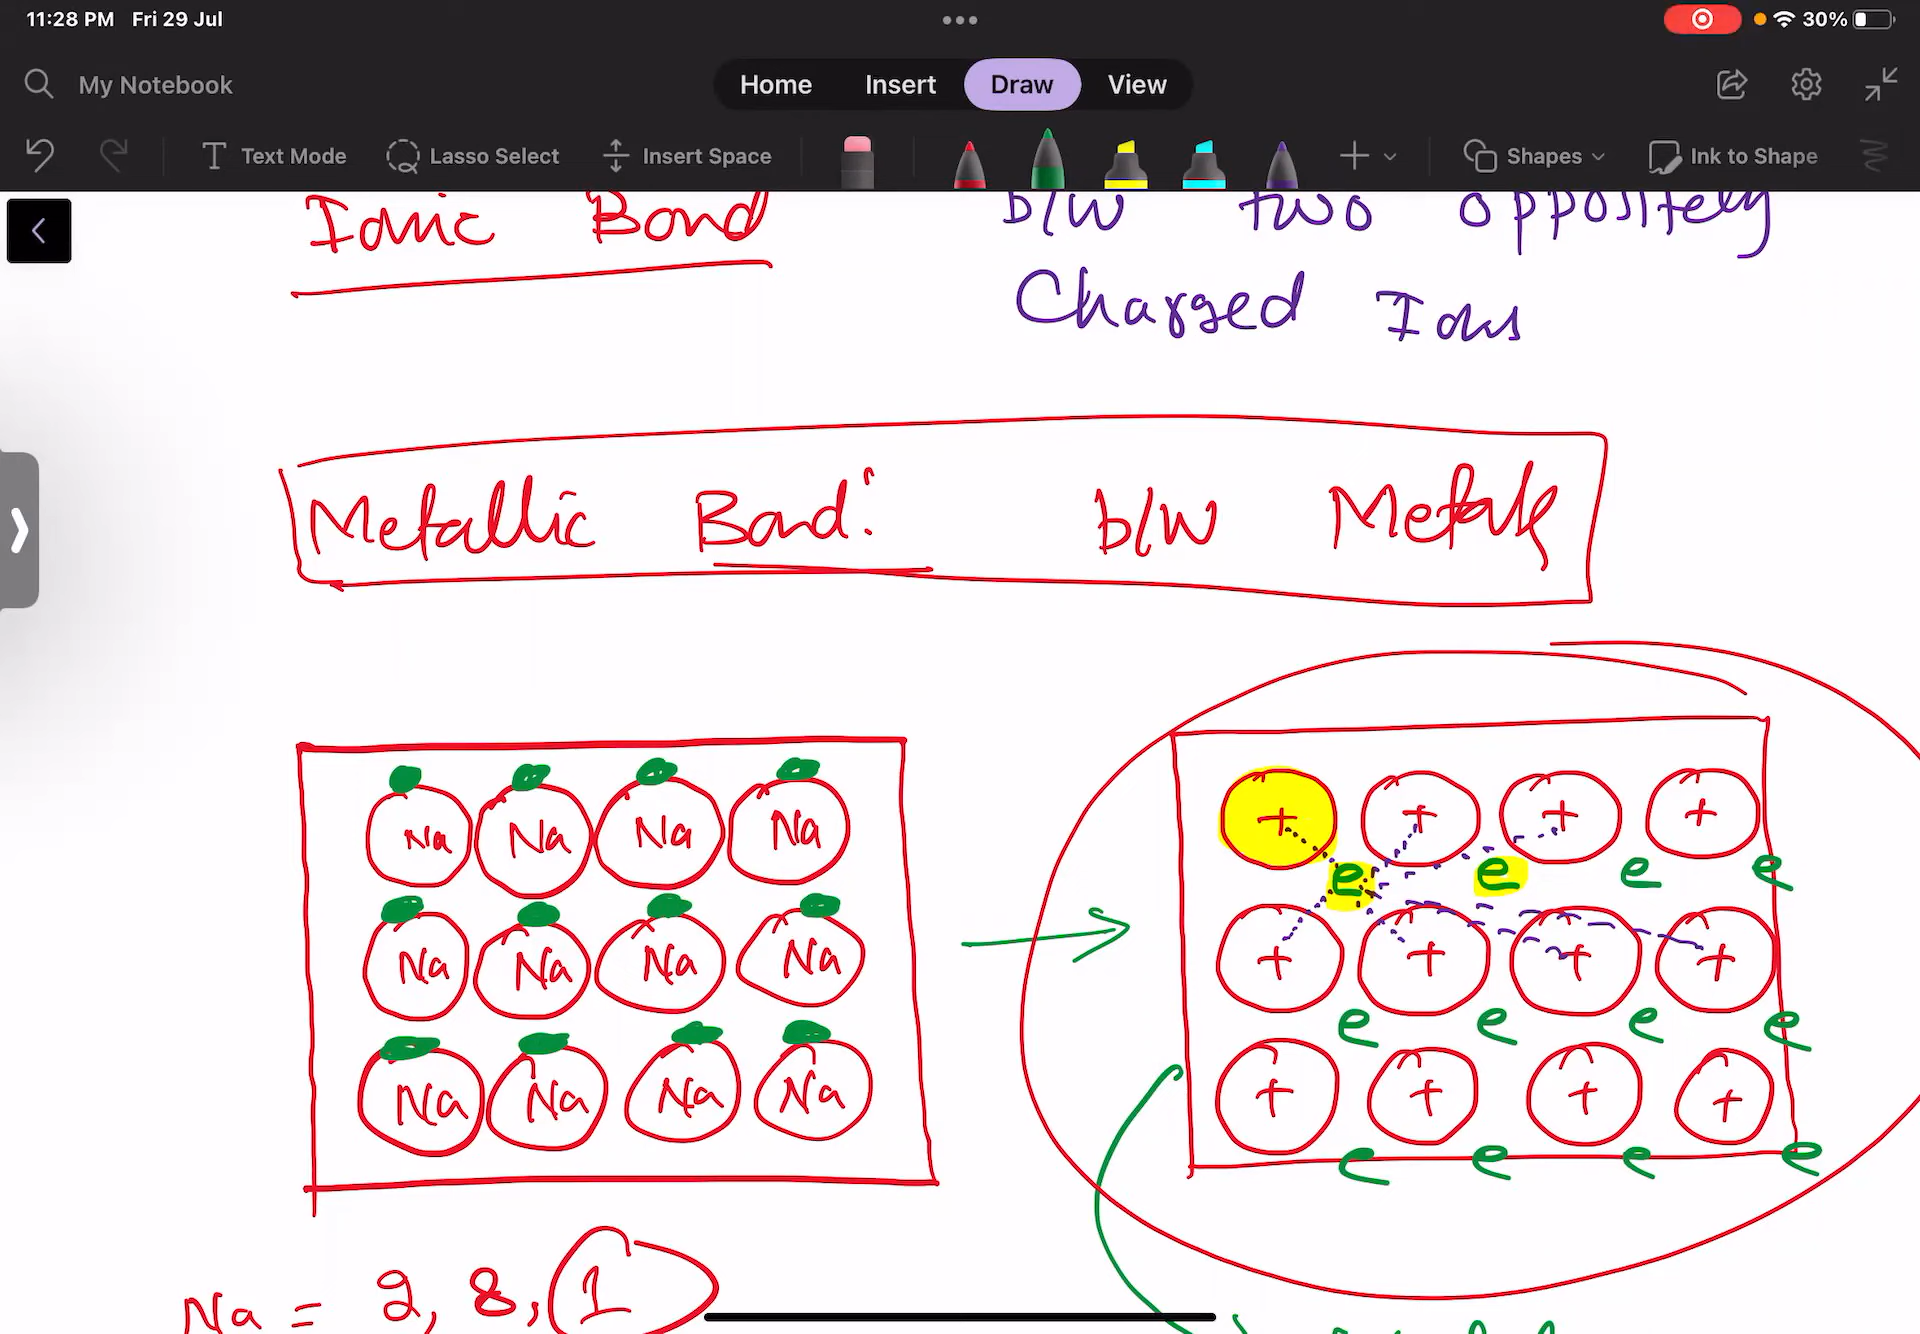 11:28 PM Fri 29 Jul 30%
My Notebook Home Insert Draw View
Text Mode Lasso Select Insert Space Shapes Ink to Shape
Ionic Bond b/w two oppositely
Charged Ions
Metallic Bond: b/w Metals
Na Na Na Na
+ + + +
e e e e
Na Na Na Na
+ + + +
e e e e
Na Na Na Na
+ + + +
e e e e
Na = 2, 8, 1